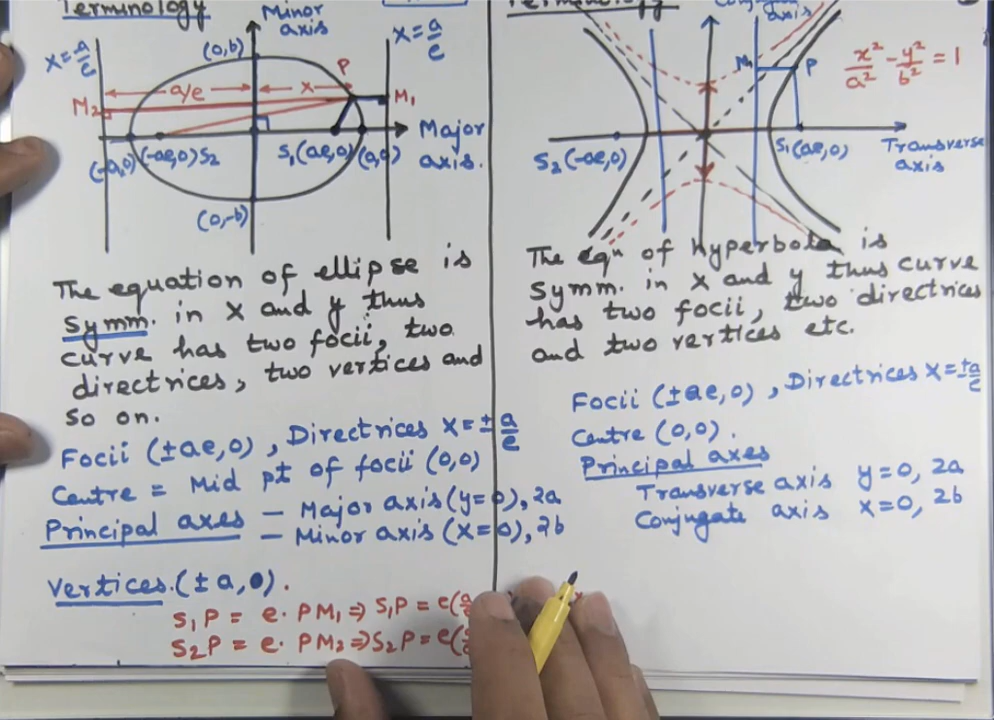 Terminology
Minor
axis
x = a/e
x = a/e
(0,b)
P
a/e
x
M2
M1
Major
axis.
(-a,0)
(-ae,0) S2
S1(ae,0)
(a,0)
(0,-b)
The equation of ellipse is
symm. in x and y thus
curve has two focii, two
directrices, two vertices and
so on.
Focii (±ae,0), Directrices x = ± a/e
Centre = Mid pt of focii (0,0)
Principal axes – Major axis (y=0), 2a
– Minor axis (x=0), 2b
Vertices. (±a,0).
S1P = e. PM1 ⇒ S1P = e(
S2P = e. PM2 ⇒ S2P = e(
Terminology
axis
M
P
x²/a² - y²/b² = 1
S2(-ae,0)
S1(ae,0)
Transverse
axis
The eqn of hyperbola is
symm. in x and y thus curve
has two focii, two directrices
and two vertices etc.
Focii (±ae,0), Directrices x = ± a/e
Centre (0,0).
Principal axes
Transverse axis y=0, 2a
Conjugate axis x=0, 2b